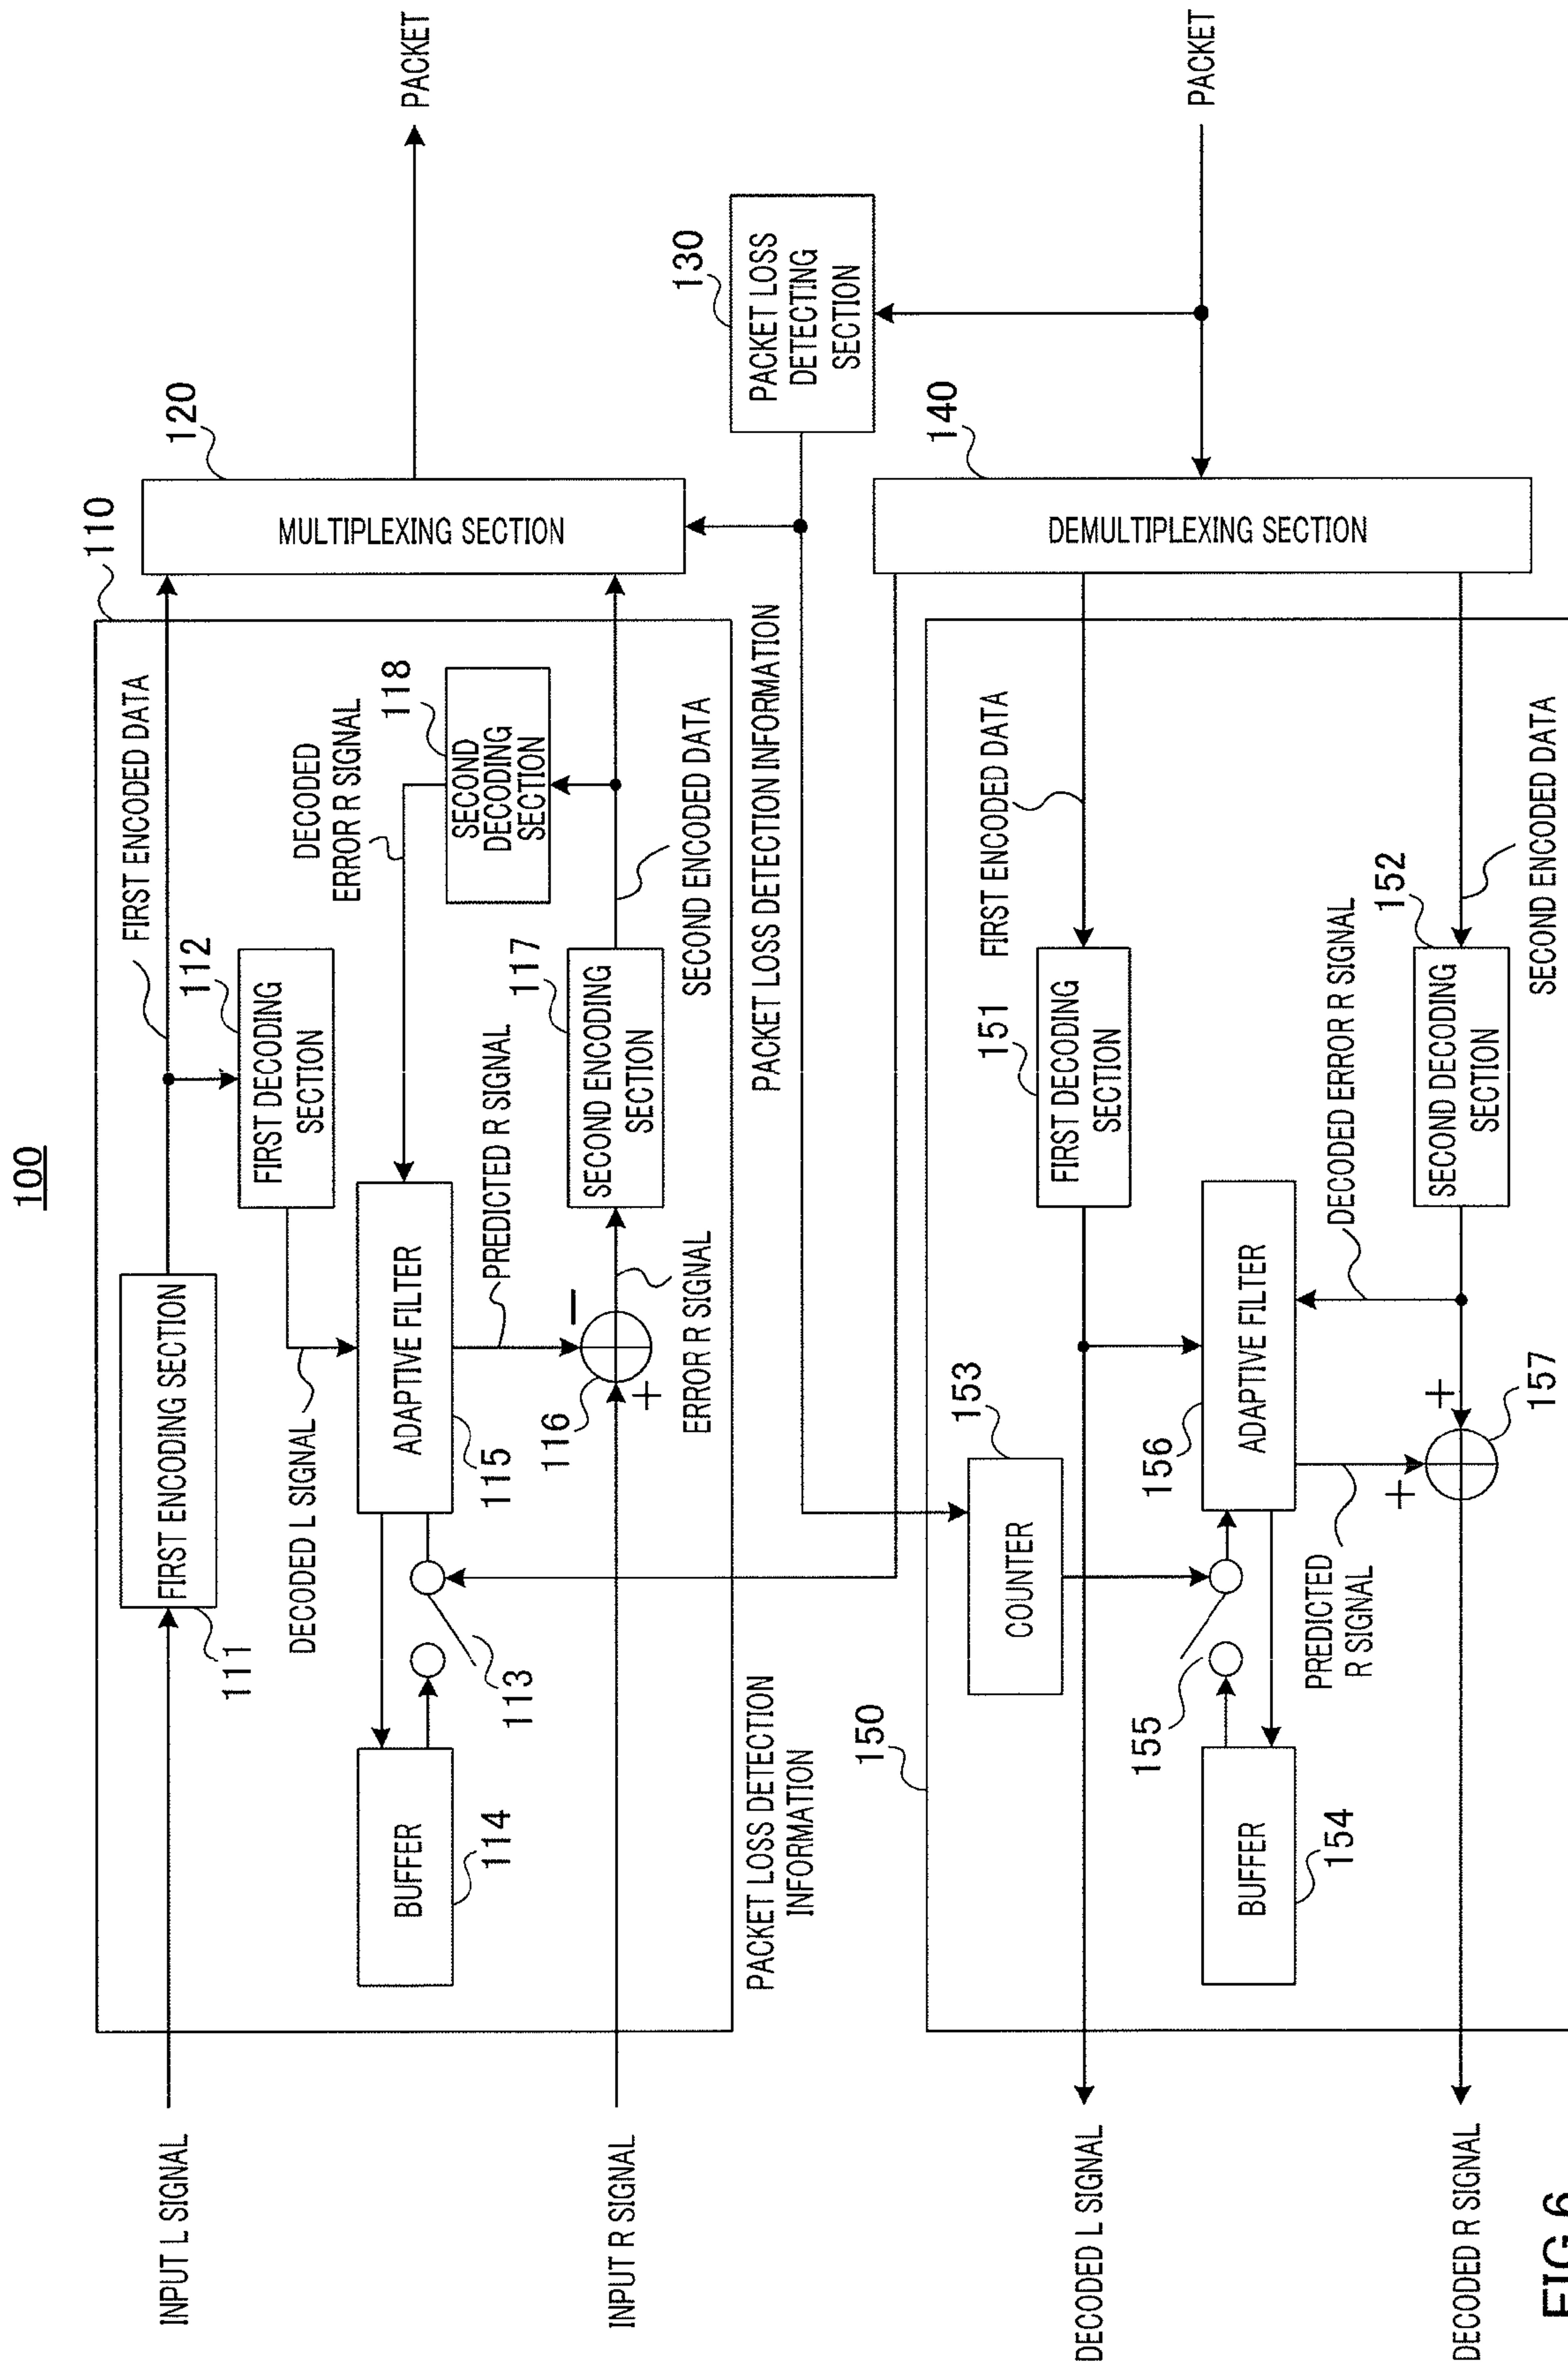 100
110
120
FIRST ENCODED DATA
INPUT L SIGNAL
FIRST ENCODING SECTION
111
112
FIRST DECODING
SECTION
DECODED L SIGNAL
MULTIPLEXING SECTION
PACKET
DECODED
ERROR R SIGNAL
118
SECOND
DECODING
SECTION
BUFFER
114
113
ADAPTIVE FILTER
115
PREDICTED R SIGNAL
117
SECOND ENCODING
SECTION
INPUT R SIGNAL
116
+
−
ERROR R SIGNAL
SECOND ENCODED DATA
PACKET LOSS DETECTION
INFORMATION
PACKET LOSS DETECTION INFORMATION
130
PACKET LOSS
DETECTING
SECTION
150
140
DEMULTIPLEXING SECTION
PACKET
153
COUNTER
151
FIRST DECODING
SECTION
FIRST ENCODED DATA
DECODED L SIGNAL
155
BUFFER
154
156
ADAPTIVE FILTER
PREDICTED
R SIGNAL
DECODED ERROR R SIGNAL
152
SECOND DECODING
SECTION
SECOND ENCODED DATA
+
+
157
DECODED R SIGNAL
FIG.6